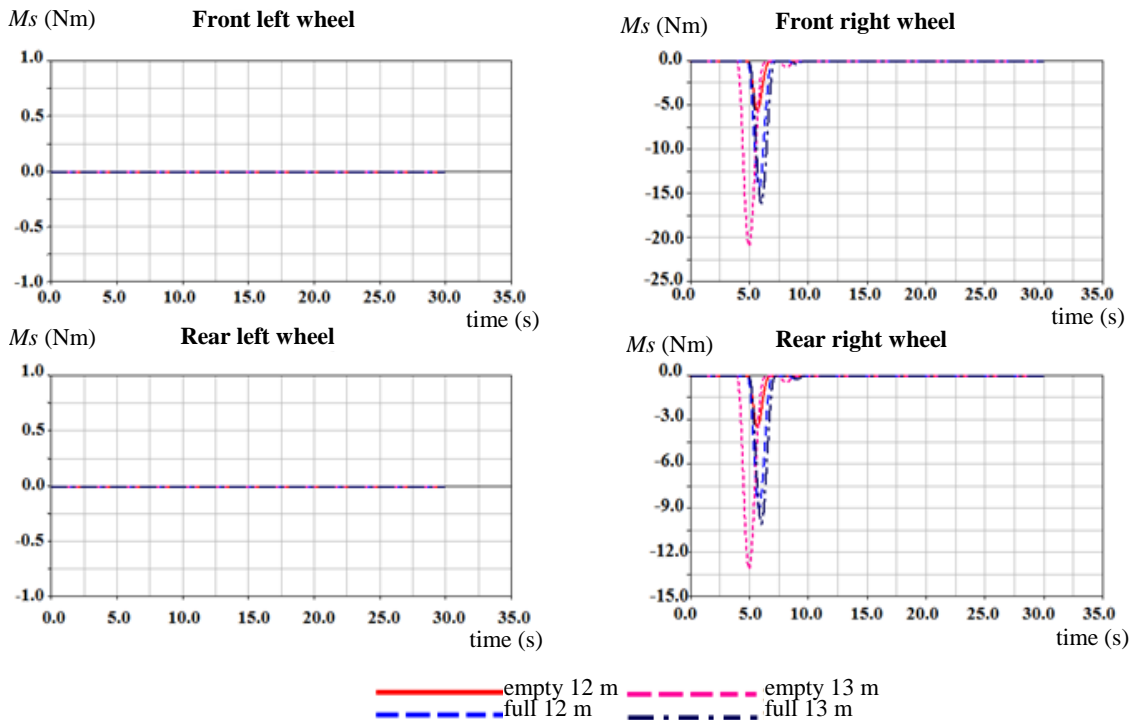 Ms (Nm)
Front left wheel
1.0
0.5
0.0
-0.5
-1.0
0.0 5.0 10.0 15.0 20.0 25.0 30.0 35.0
time (s)
Ms (Nm)
Front right wheel
0.0
-5.0
-10.0
-15.0
-20.0
-25.0
0.0 5.0 10.0 15.0 20.0 25.0 30.0 35.0
time (s)
Ms (Nm)
Rear left wheel
1.0
0.5
0.0
-0.5
-1.0
0.0 5.0 10.0 15.0 20.0 25.0 30.0 35.0
time (s)
Ms (Nm)
Rear right wheel
0.0
-3.0
-6.0
-9.0
-12.0
-15.0
0.0 5.0 10.0 15.0 20.0 25.0 30.0 35.0
time (s)
empty 12 m
empty 13 m
full 12 m
full 13 m